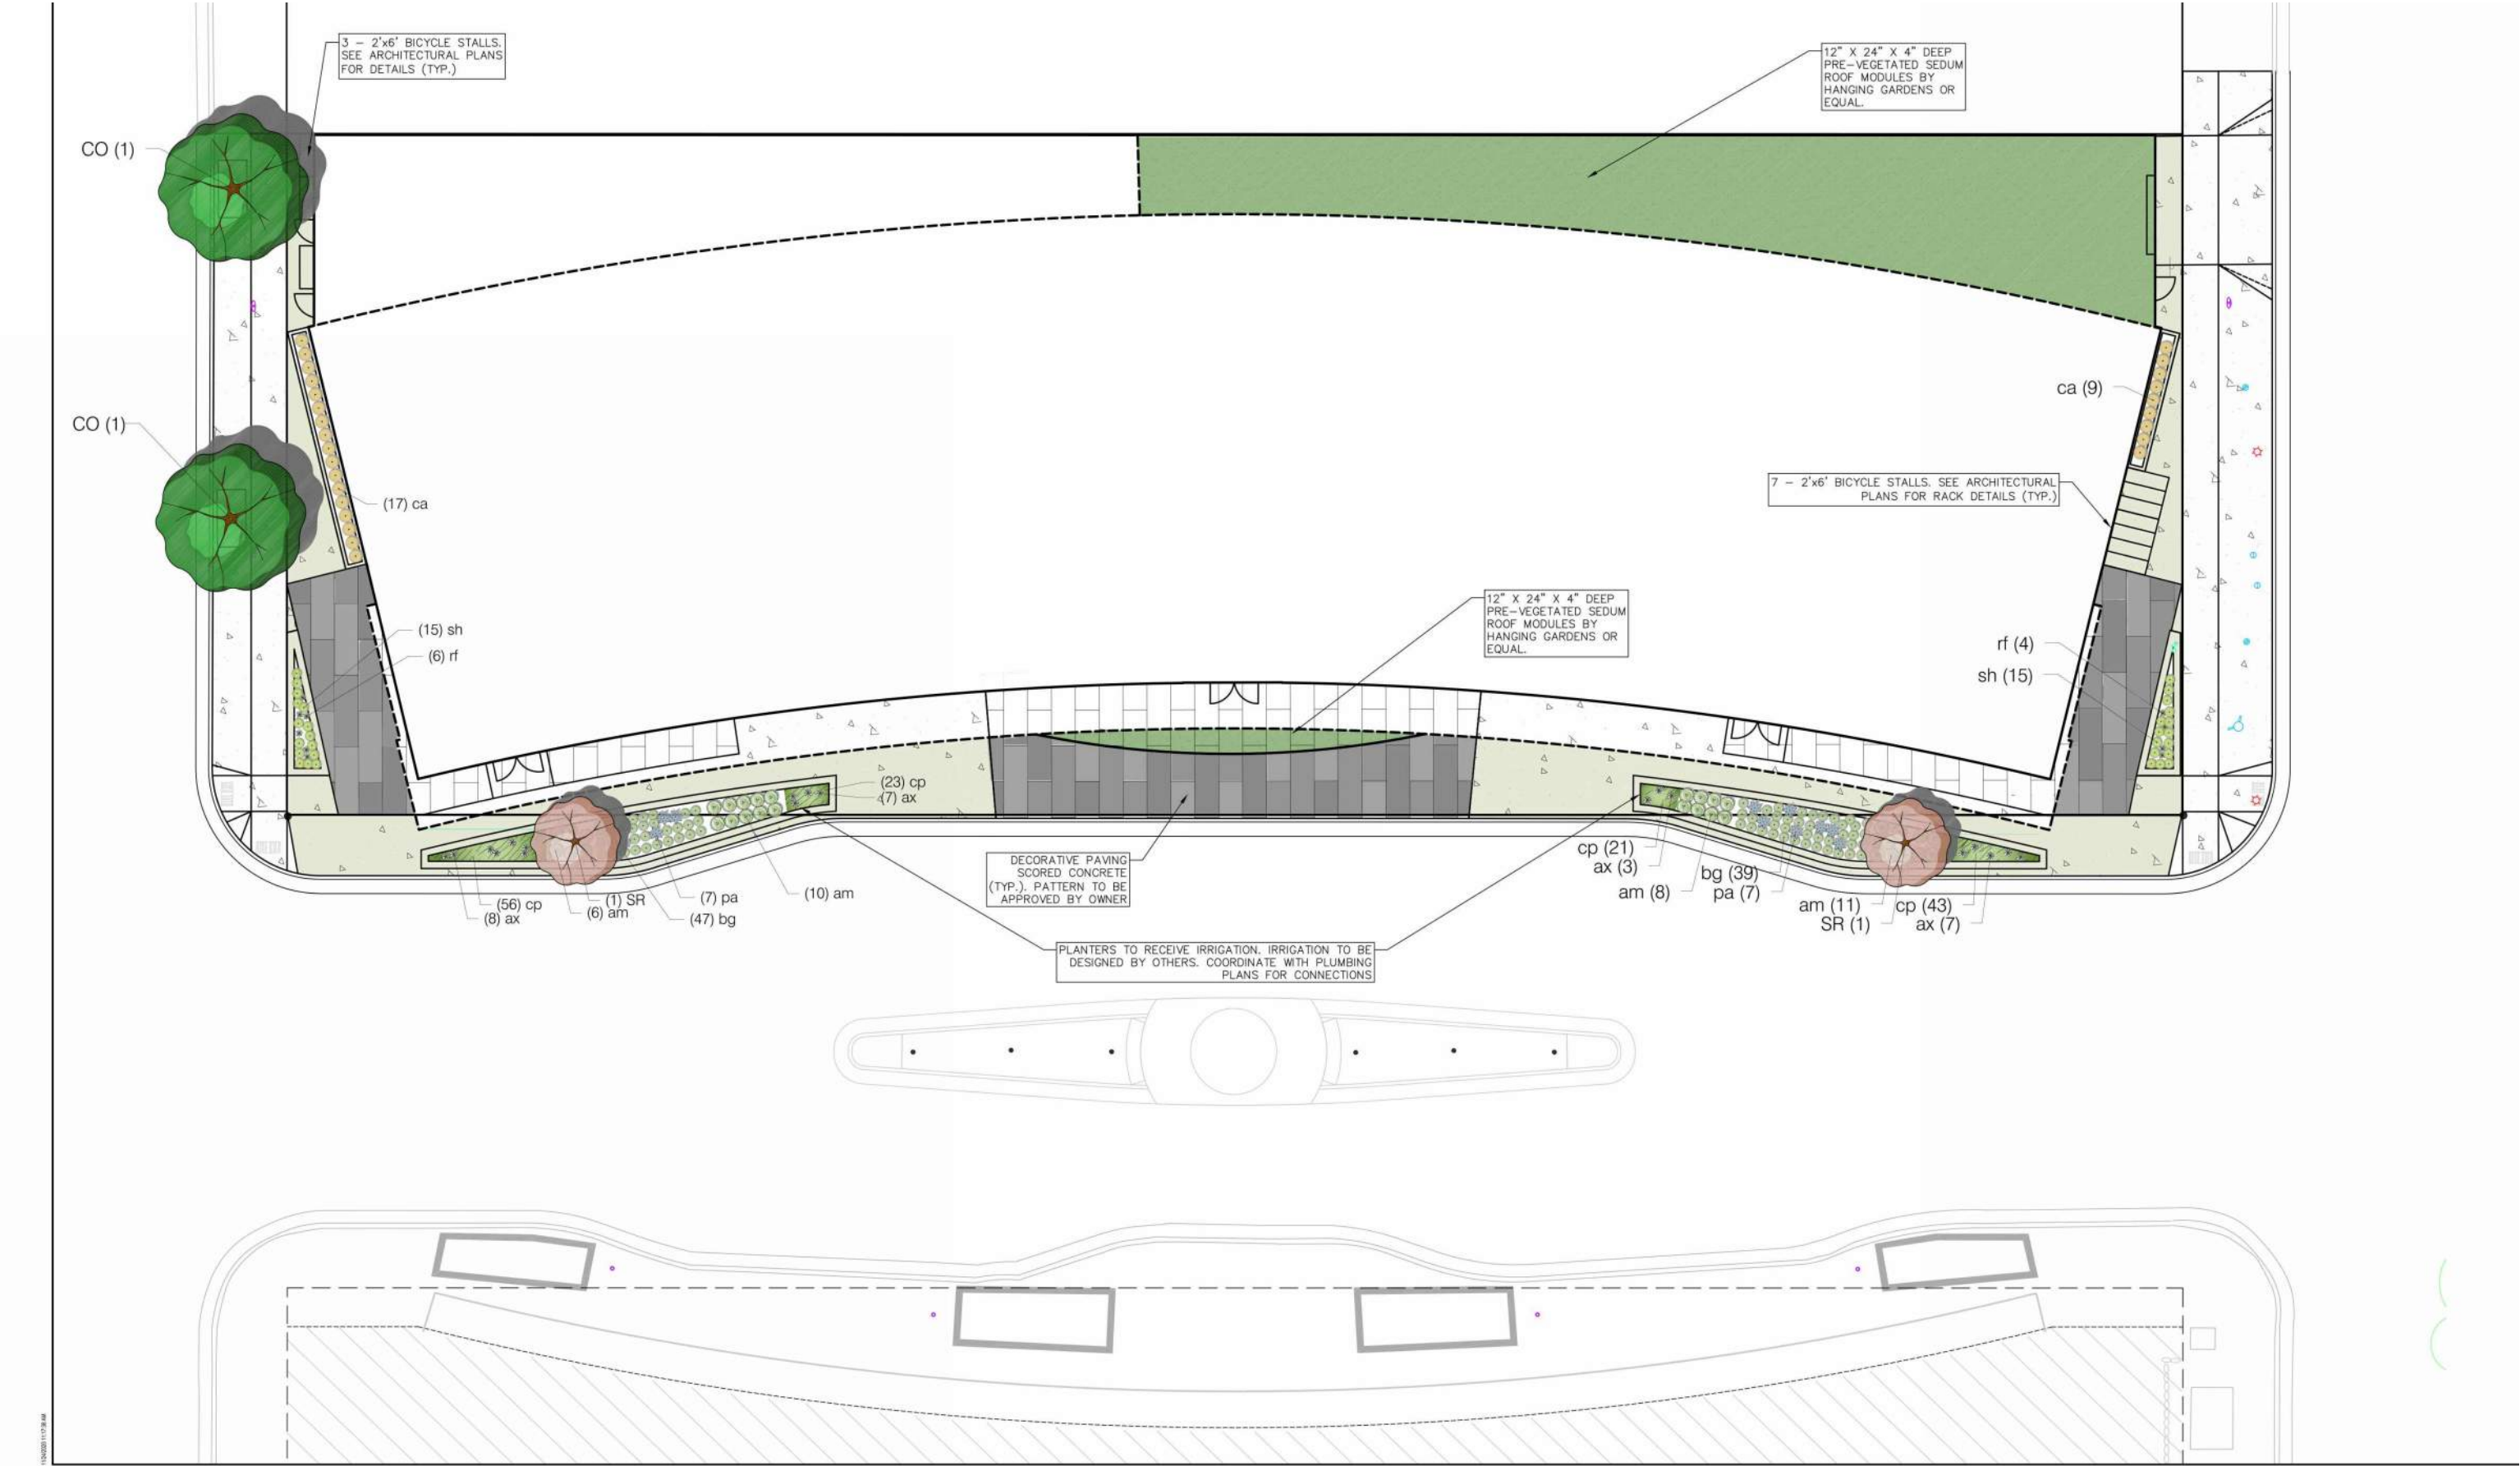 3 - 2'x6' BICYCLE STALLS.
SEE ARCHITECTURAL PLANS
FOR DETAILS (TYP.)
12" X 24" X 4" DEEP
PRE-VEGETATED SEDUM
ROOF MODULES BY
HANGING GARDENS OR
EQUAL.
CO (1)
CO (1)
ca (9)
(17) ca
7 - 2'x6' BICYCLE STALLS. SEE ARCHITECTURAL
PLANS FOR RACK DETAILS (TYP.)
12" X 24" X 4" DEEP
PRE-VEGETATED SEDUM
ROOF MODULES BY
HANGING GARDENS OR
EQUAL.
(15) sh
(6) rf
rf (4)
sh (15)
(23) cp
(7) ax
DECORATIVE PAVING
SCORED CONCRETE
(TYP.). PATTERN TO BE
APPROVED BY OWNER
cp (21)
ax (3)
am (8)
bg (39)
pa (7)
am (11)
SR (1)
cp (43)
ax (7)
(56) cp
(8) ax
(1) SR
(6) am
(7) pa
(47) bg
(10) am
PLANTERS TO RECEIVE IRRIGATION. IRRIGATION TO BE
DESIGNED BY OTHERS. COORDINATE WITH PLUMBING
PLANS FOR CONNECTIONS